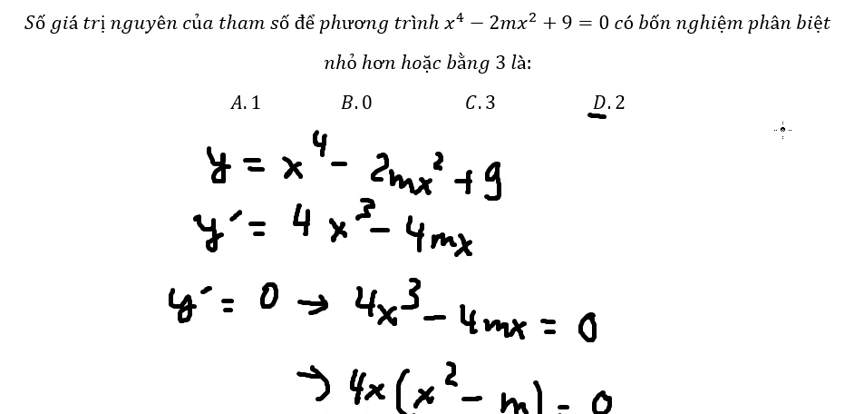 Số giá trị nguyên của tham số để phương trình x⁴ − 2mx² + 9 = 0 có bốn nghiệm phân biệt
nhỏ hơn hoặc bằng 3 là:
A. 1 B. 0 C. 3 D. 2
y = x⁴ - 2mx² + 9
y' = 4x³ - 4mx
y' = 0 → 4x³ - 4mx = 0
→ 4x(x² - m) = 0